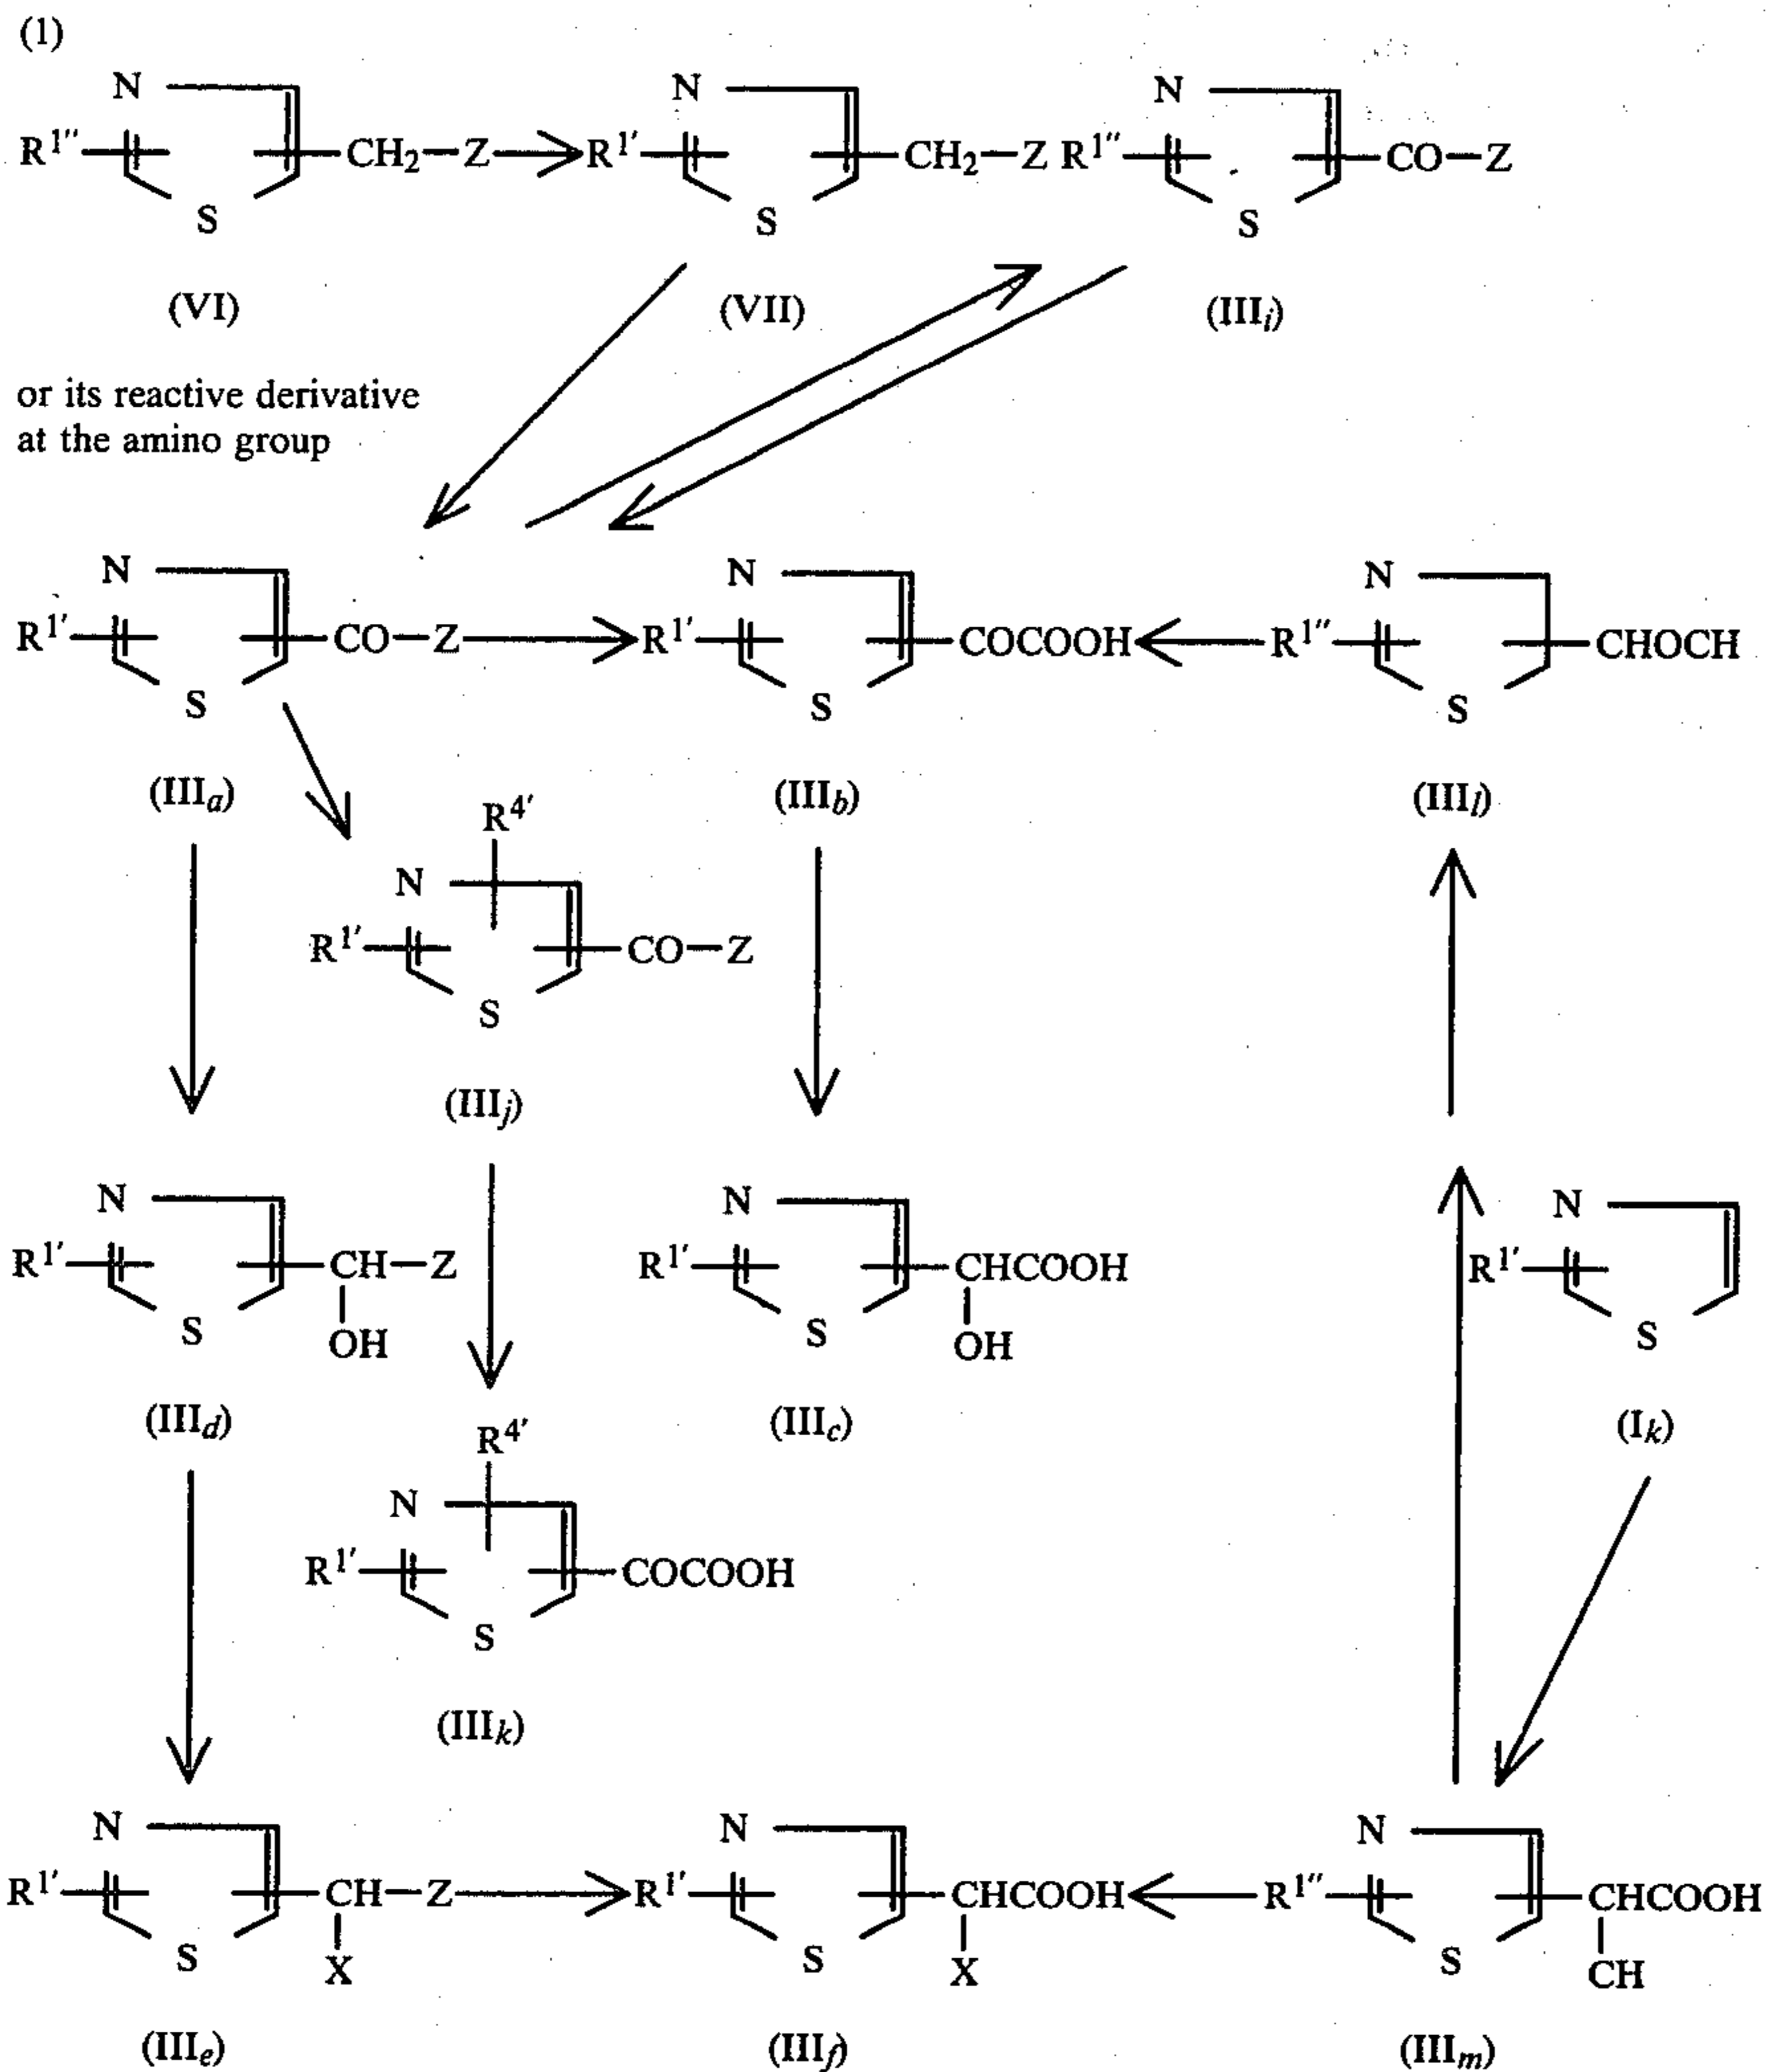 (1)
N N N
R1″ CH2—Z R1′ CH2—Z R1″ CO—Z
S S S
(VI) (VII) (IIIi)
or its reactive derivative
at the amino group
N N N
R1′ CO—Z R1′ COCOOH R1″ CHOCH
S S S
(IIIa) (IIIb) (IIIl)
R4′
N
R1′ CO—Z
S
(IIIj)
N N N
R1′ CH—Z R1′ CHCOOH R1′
S OH S OH S
(IIId) (IIIc) (Ik)
R4′
N
R1′ COCOOH
S
(IIIk)
N N N
R1′ CH—Z R1′ CHCOOH R1″ CHCOOH
S X S X S CH
(IIIe) (IIIf) (IIIm)